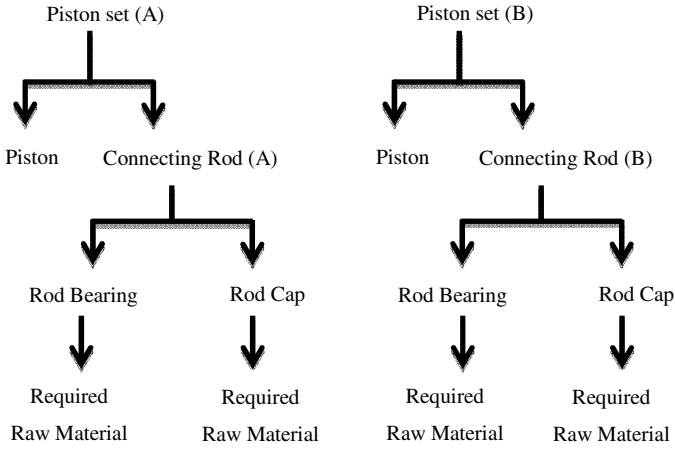 Piston set (A)
Piston set (B)
Piston
Connecting Rod (A)
Piston
Connecting Rod (B)
Rod Bearing
Rod Cap
Rod Bearing
Rod Cap
Required
Raw Material
Required
Raw Material
Required
Raw Material
Required
Raw Material